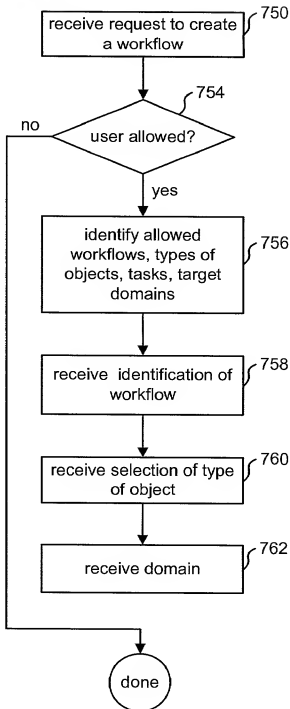 receive request to create
a workflow
750
754
user allowed?
no
yes
identify allowed
workflows, types of
objects, tasks, target
domains
756
receive identification of
workflow
758
receive selection of type
of object
760
receive domain
762
done